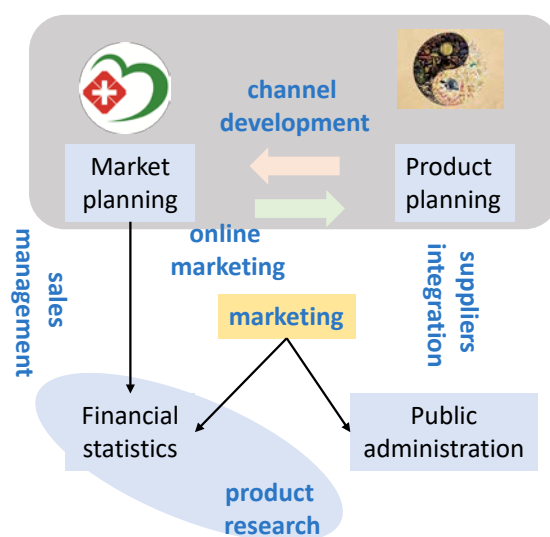 channel
development
Market
planning
Product
planning
online
marketing
sales
management
suppliers
integration
marketing
Financial
statistics
Public
administration
product
research